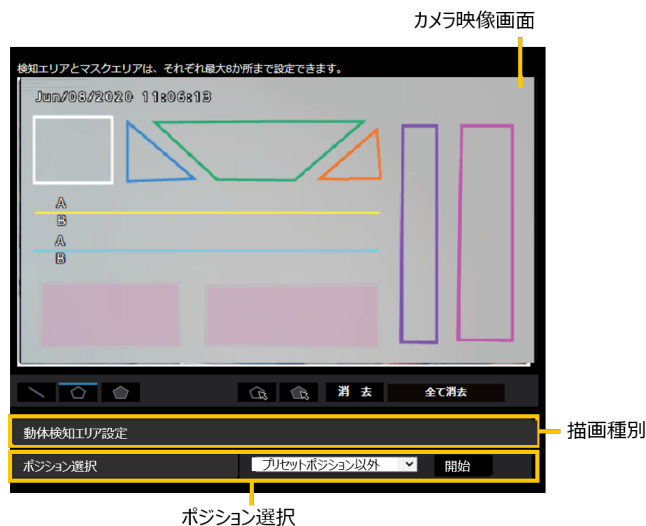 カメラ映像画面
検知エリアとマスクエリアは、それぞれ最大8か所まで設定できます。
Jun/08/2020 11:06:13
A
B
A
B
消 去
全て消去
動体検知エリア設定
描画種別
ポジション選択
プリセットポジション以外
開始
ポジション選択